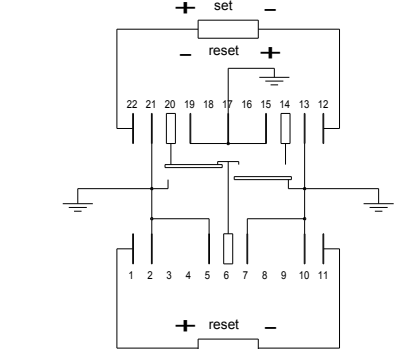 + set −
− reset +
22 21 20 19 18 17 16 15 14 13 12
1 2 3 4 5 6 7 8 9 10 11
+ reset −